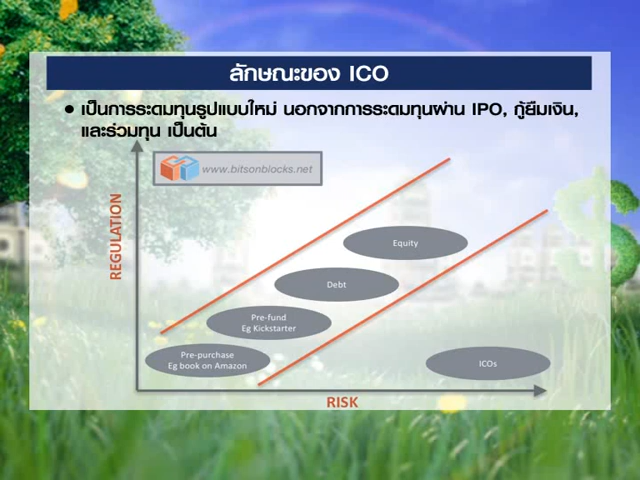 ลักษณะของ ICO
• เป็นการระดมทุนรูปแบบใหม่ นอกจากการระดมทุนผ่าน IPO, กู้ยืมเงิน,
และร่วมทุน เป็นต้น
www.bitsonblocks.net
REGULATION
Equity
Debt
Pre-fund
Eg Kickstarter
Pre-purchase
Eg book on Amazon
ICOs
RISK